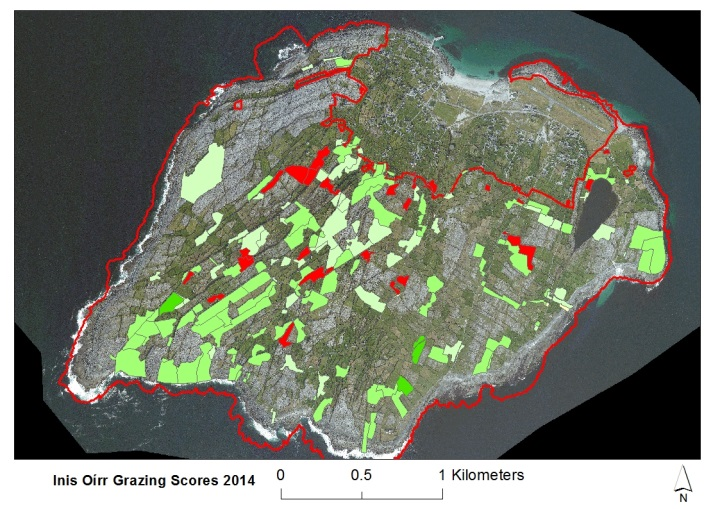 Inis Oírr Grazing Scores 2014
0 0.5 1 Kilometers
N